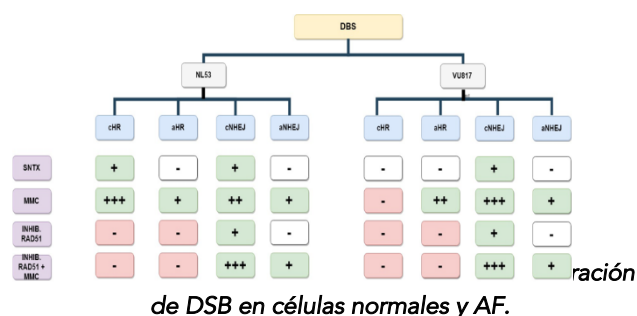 DBS
NL53 VU817
cHR aHR cNHEJ aNHEJ cHR aHR cNHEJ aNHEJ
SNTX + - + - - - + -
MMC +++ + ++ + - ++ +++ +
INHIB.
RAD51 - - + - - - + -
INHIB.
RAD51 +
MMC - - +++ + - - +++ +
ración
de DSB en células normales y AF.